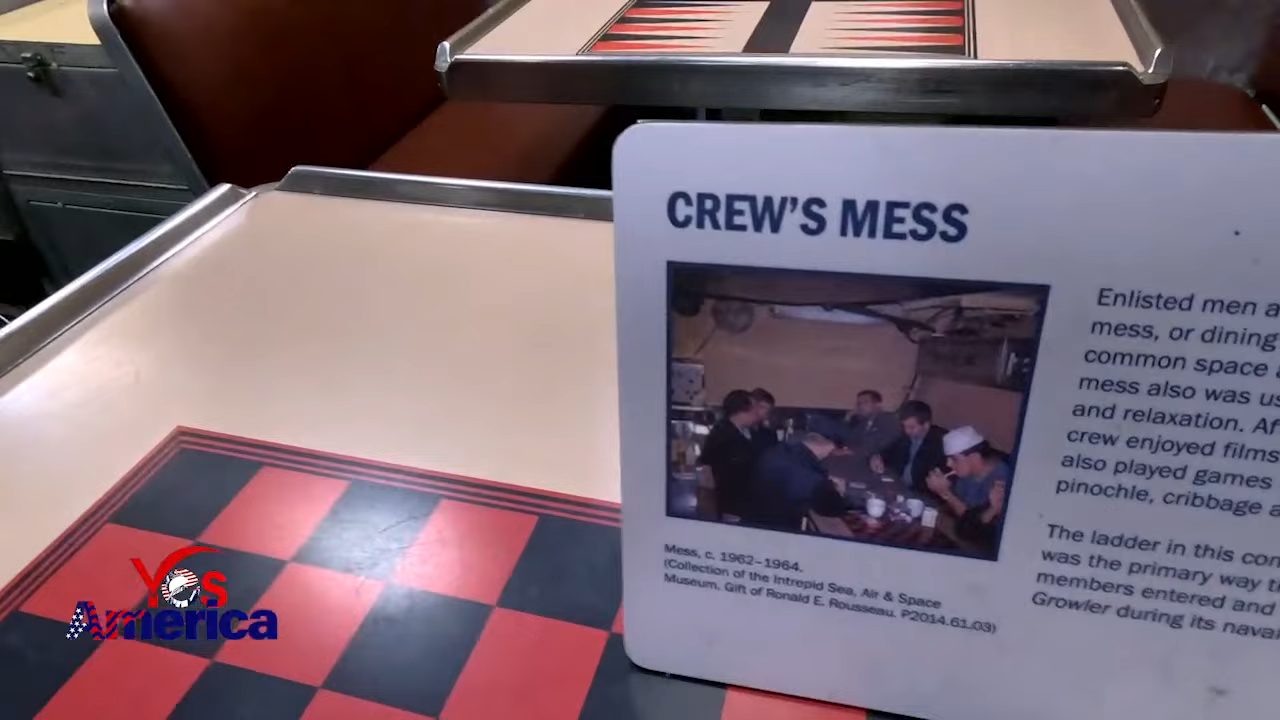 CREW'S MESS
Enlisted men a
mess, or dining
common space
mess also was us
and relaxation. Af
crew enjoyed films
also played games
pinochle, cribbage a
The ladder in this con
was the primary way t
members entered and
Growler during its naval
Mess, c. 1962–1964.
(Collection of the Intrepid Sea, Air & Space
Museum. Gift of Ronald E. Rousseau. P2014.61.03)
Yes
America